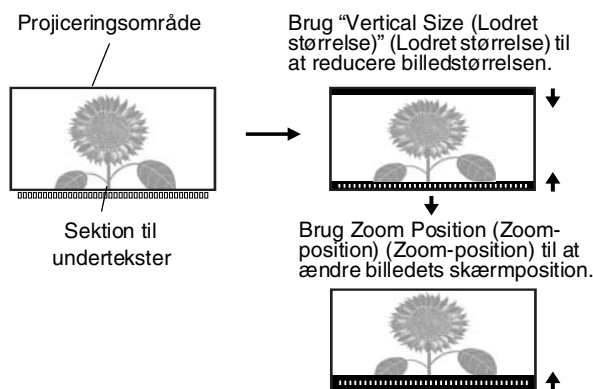 Projiceringsområde
Sektion til
undertekster
Brug “Vertical Size (Lodret
størrelse)” (Lodret størrelse) til
at reducere billedstørrelsen.
Brug Zoom Position (Zoom-
position) (Zoom-position) til at
ændre billedets skærmposition.